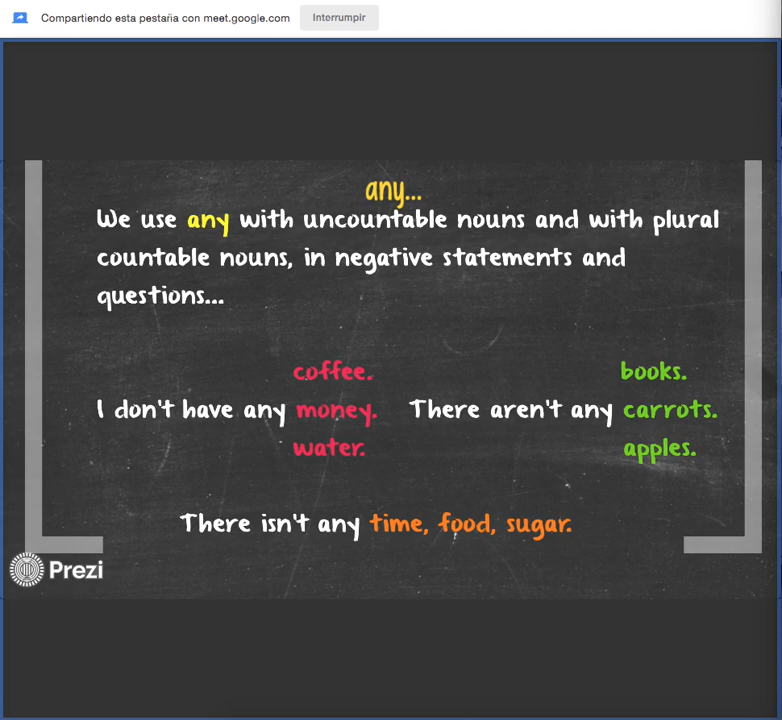 Compartiendo esta pestaña con meet.google.com Interrumpir
any...
We use any with uncountable nouns and with plural
countable nouns, in negative statements and
questions...
coffee. books.
I don't have any money. There aren't any carrots.
water. apples.
There isn't any time, food, sugar.
Prezi